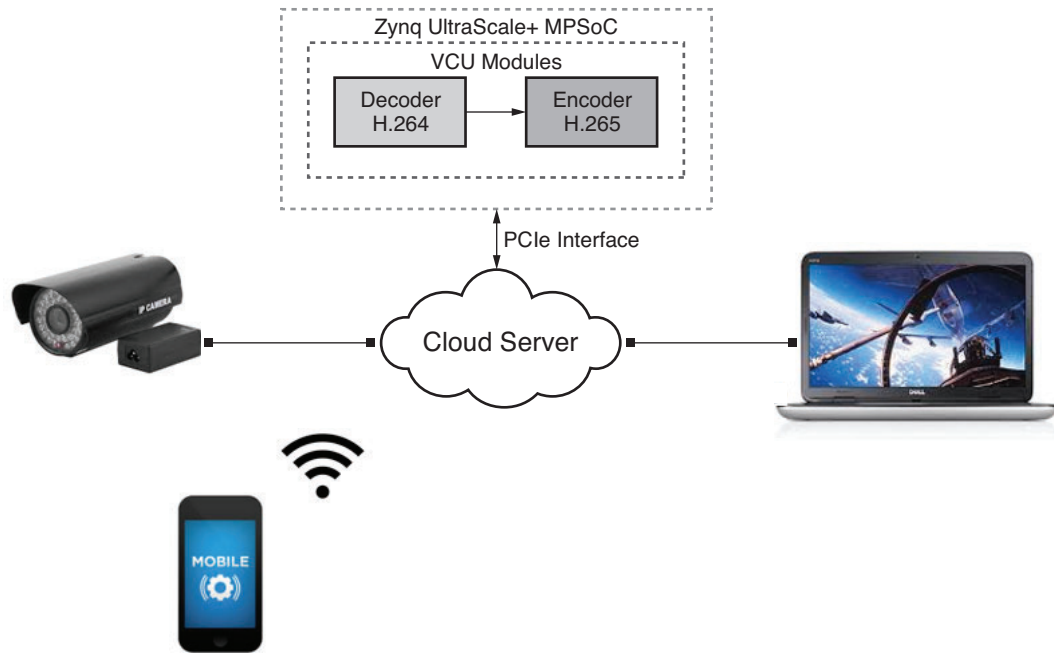 Zynq UltraScale+ MPSoC
VCU Modules
Decoder
H.264
Encoder
H.265
PCIe Interface
IP CAMERA
Cloud Server
DELL
MOBILE